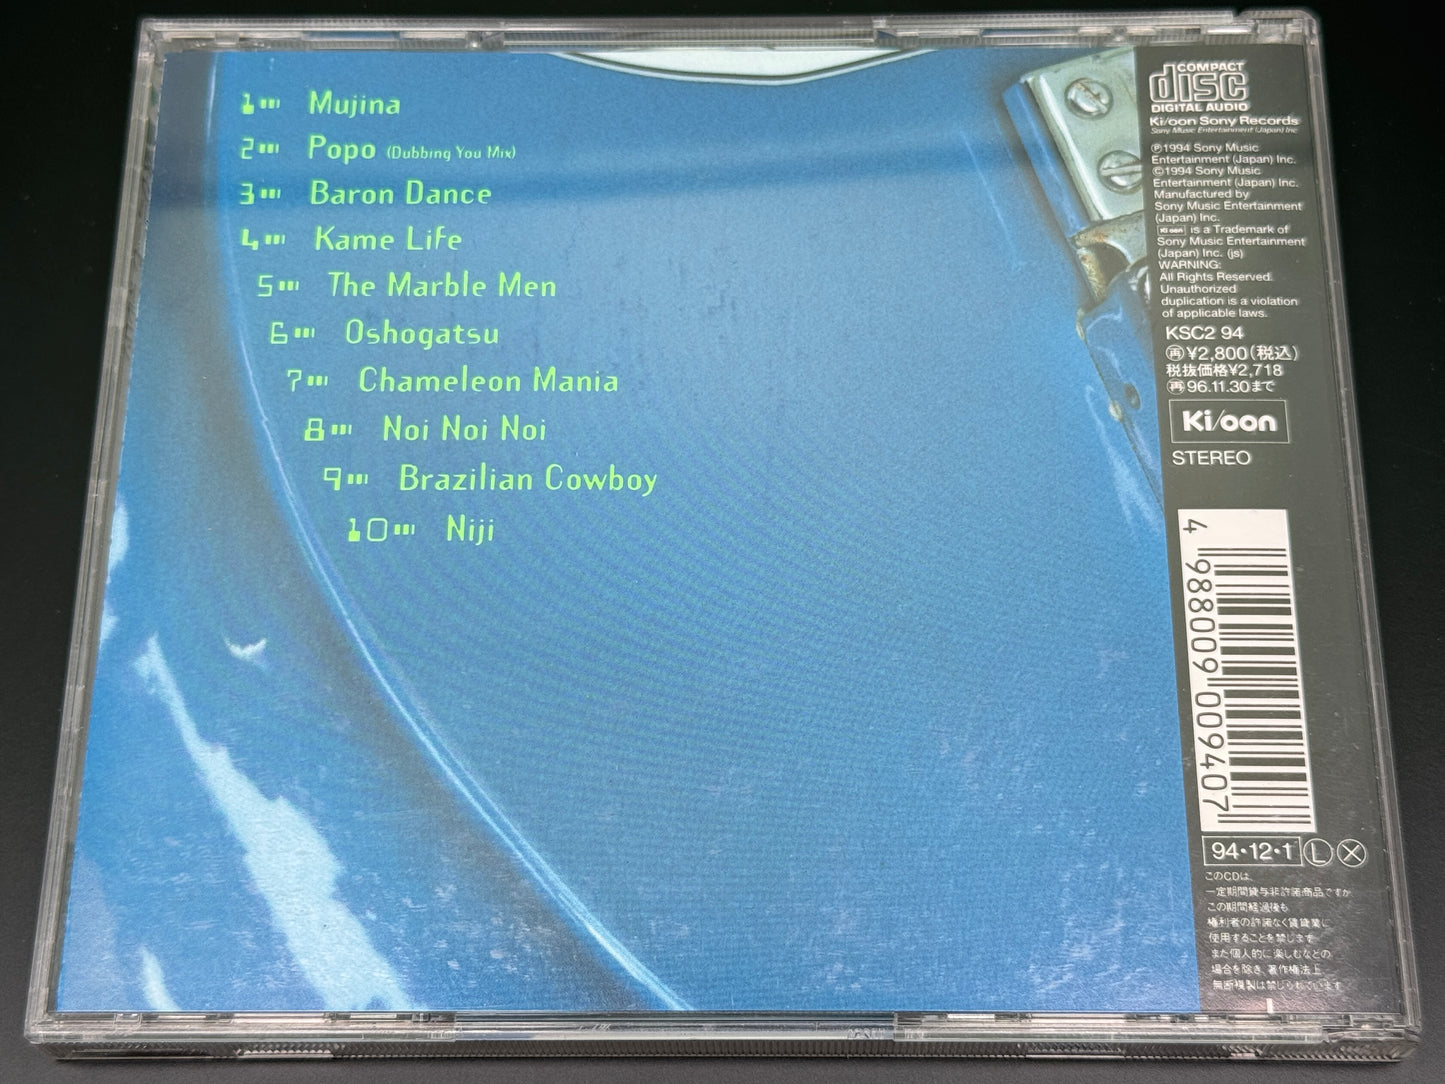 1 Mujina
2 Popo (Dubbing You Mix)
3 Baron Dance
4 Kame Life
5 The Marble Men
6 Oshogatsu
7 Chameleon Mania
8 Noi Noi Noi
9 Brazilian Cowboy
10 Niji
COMPACT
disc
DIGITAL AUDIO
Ki/oon Sony Records
Sony Music Entertainment (Japan) Inc
℗1994 Sony Music
Entertainment (Japan) Inc.
©1994 Sony Music
Entertainment (Japan) Inc.
Manufactured by
Sony Music Entertainment
(Japan) Inc.
Ki/oon is a Trademark of
Sony Music Entertainment
(Japan) Inc. (js)
WARNING:
All Rights Reserved.
Unauthorized
duplication is a violation
of applicable laws.
KSC2 94
再¥2,800(税込)
税抜価格¥2,718
再96.11.30まで
Ki/oon
STEREO
4 988009 009407
94・12・1 L X
このCDは、
一定期間貸与非許諾商品ですが
この期間経過後も
権利者の許諾なく賃貸業に
使用することを禁じます
また個人的に楽しむなどの
場合を除き、著作権法上、
無断複製は禁じられています